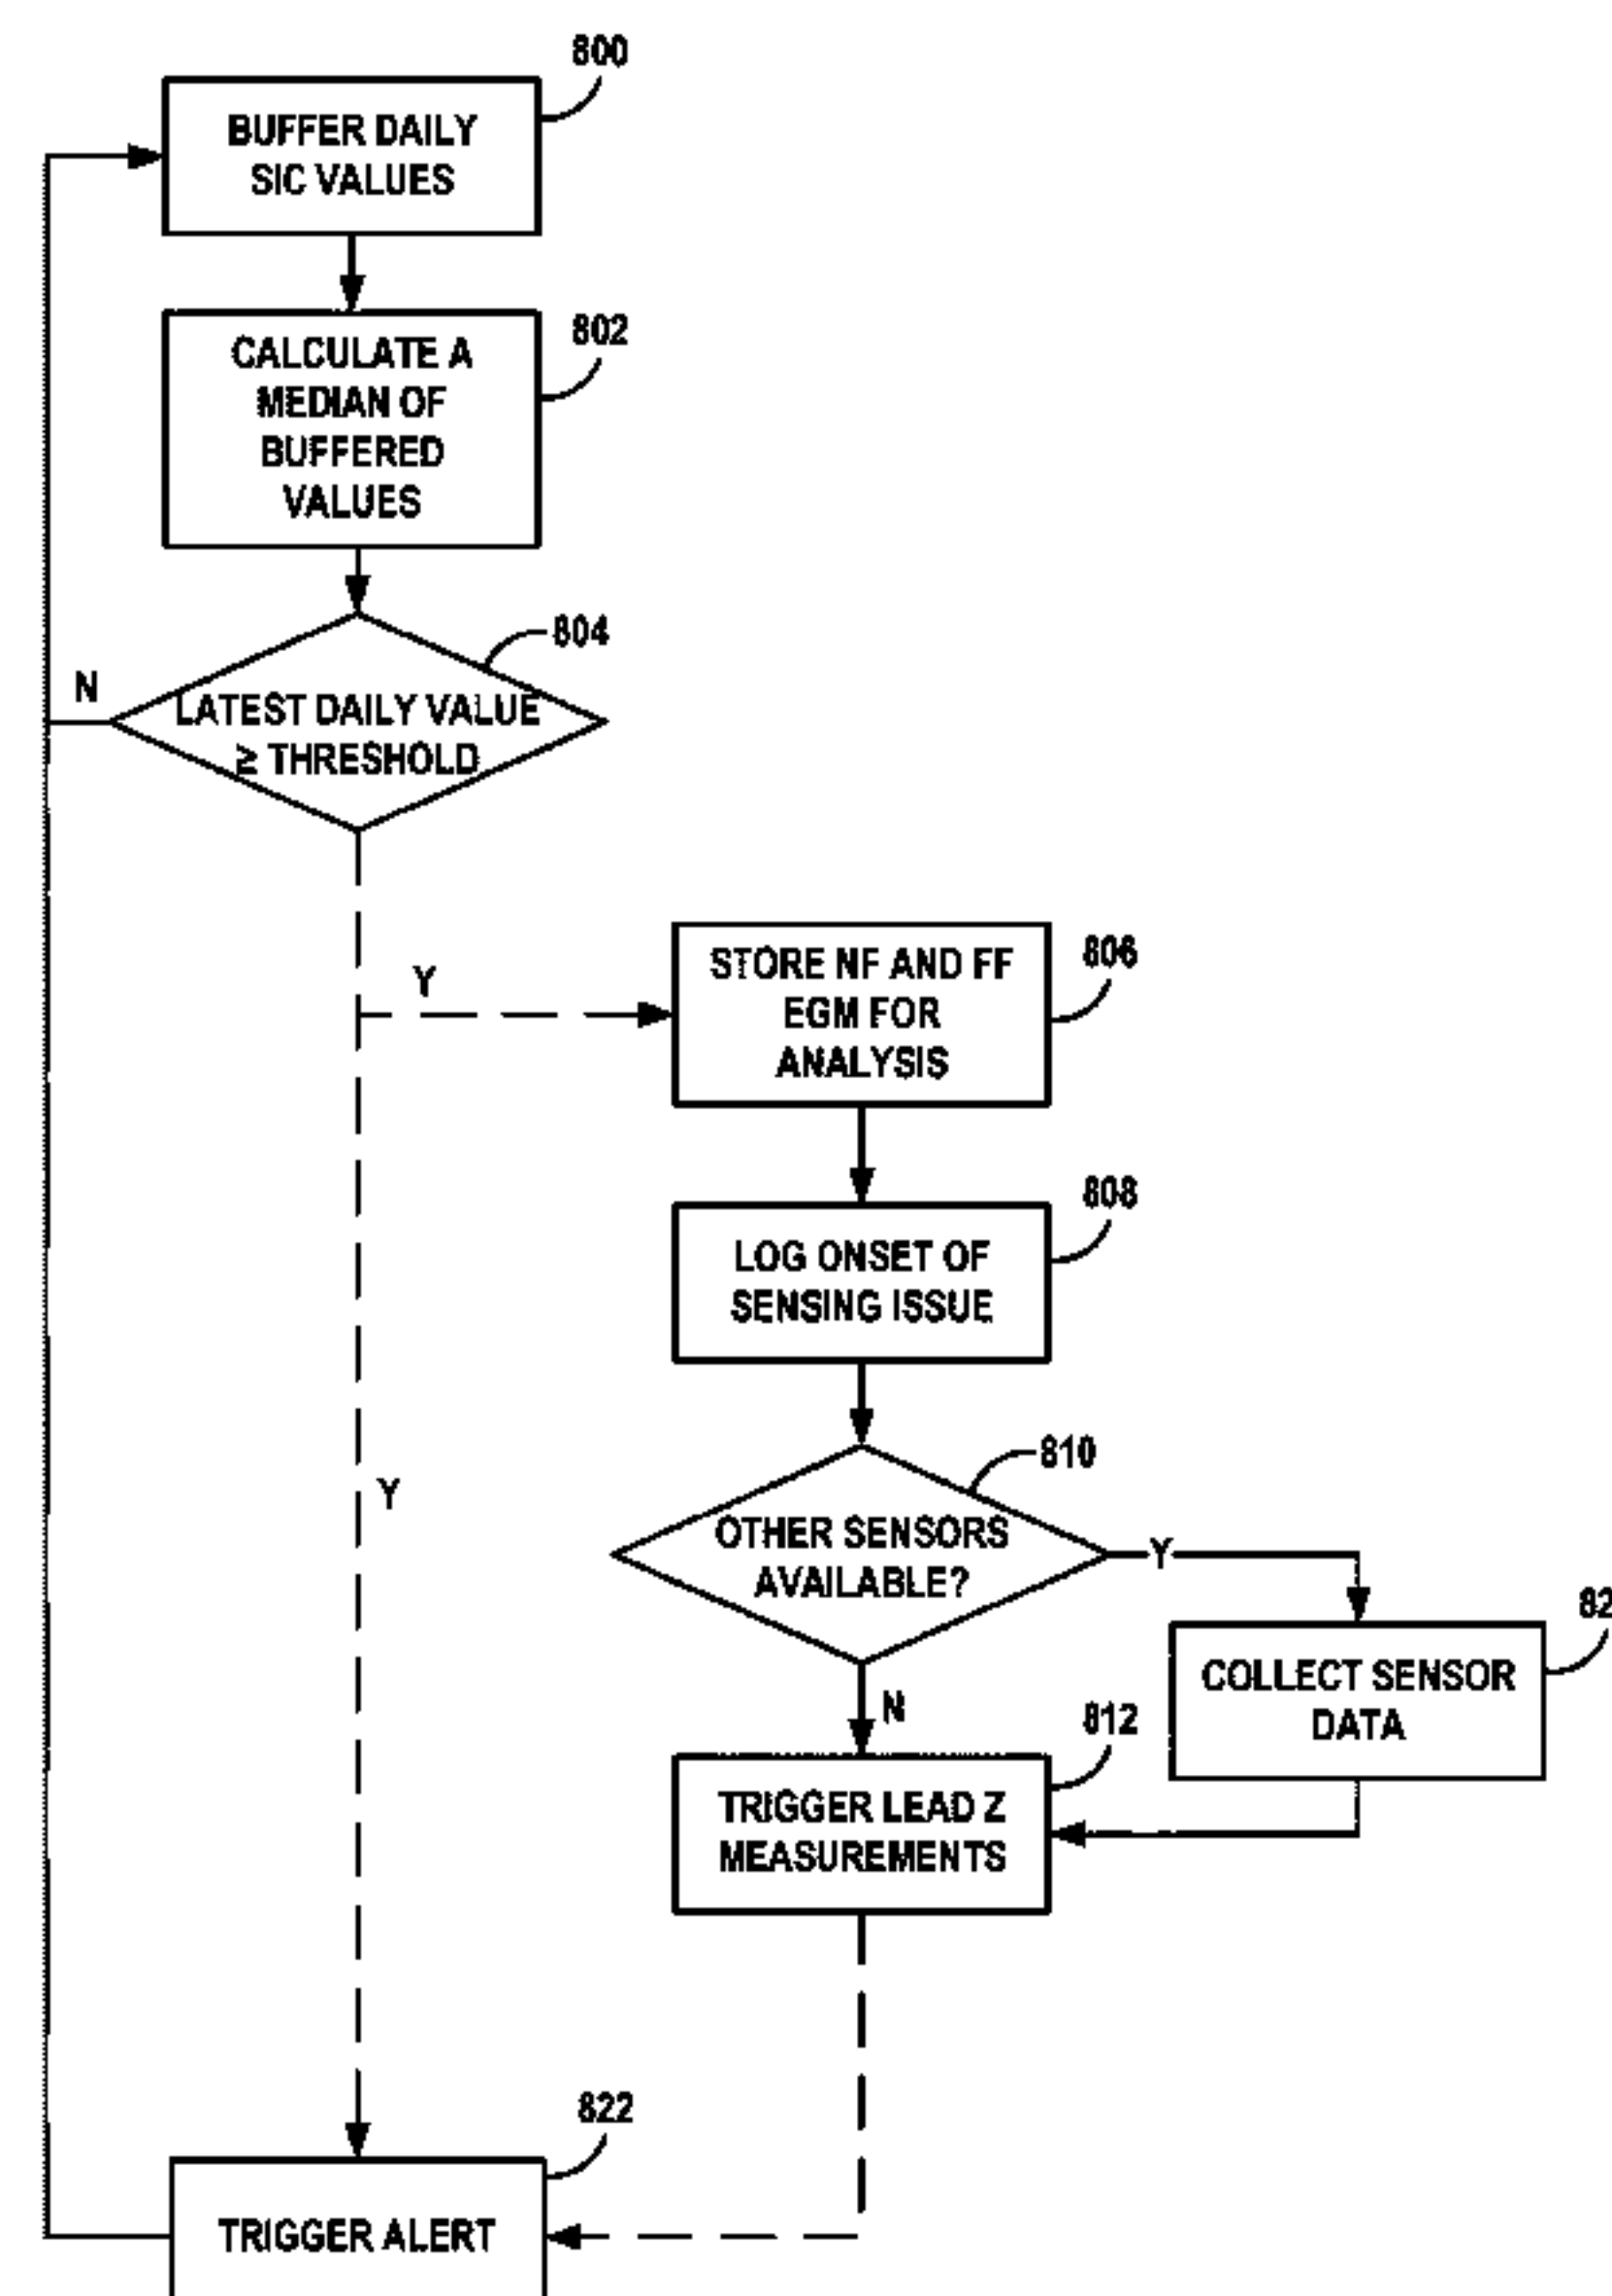 800
BUFFER DAILY
SIC VALUES
802
CALCULATE A
MEDIAN OF
BUFFERED
VALUES
804
N
LATEST DAILY VALUE
≥ THRESHOLD
Y
STORE NF AND FF
EGM FOR
ANALYSIS
806
808
LOG ONSET OF
SENSING ISSUE
Y
810
OTHER SENSORS
AVAILABLE?
Y
COLLECT SENSOR
DATA
N
812
TRIGGER LEAD Z
MEASUREMENTS
822
TRIGGER ALERT